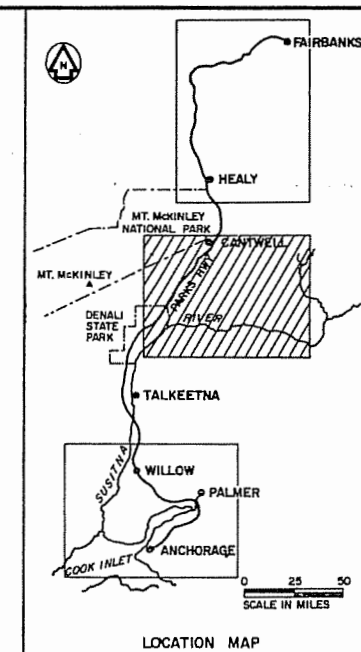 N
FAIRBANKS
HEALY
MT. McKINLEY
NATIONAL PARK
CANTWELL
MT. McKINLEY
PARKS HWY
DENALI
STATE
PARK
RIVER
TALKEETNA
SUSITNA
WILLOW
PALMER
ANCHORAGE
COOK INLET
0 25 50
SCALE IN MILES
LOCATION MAP